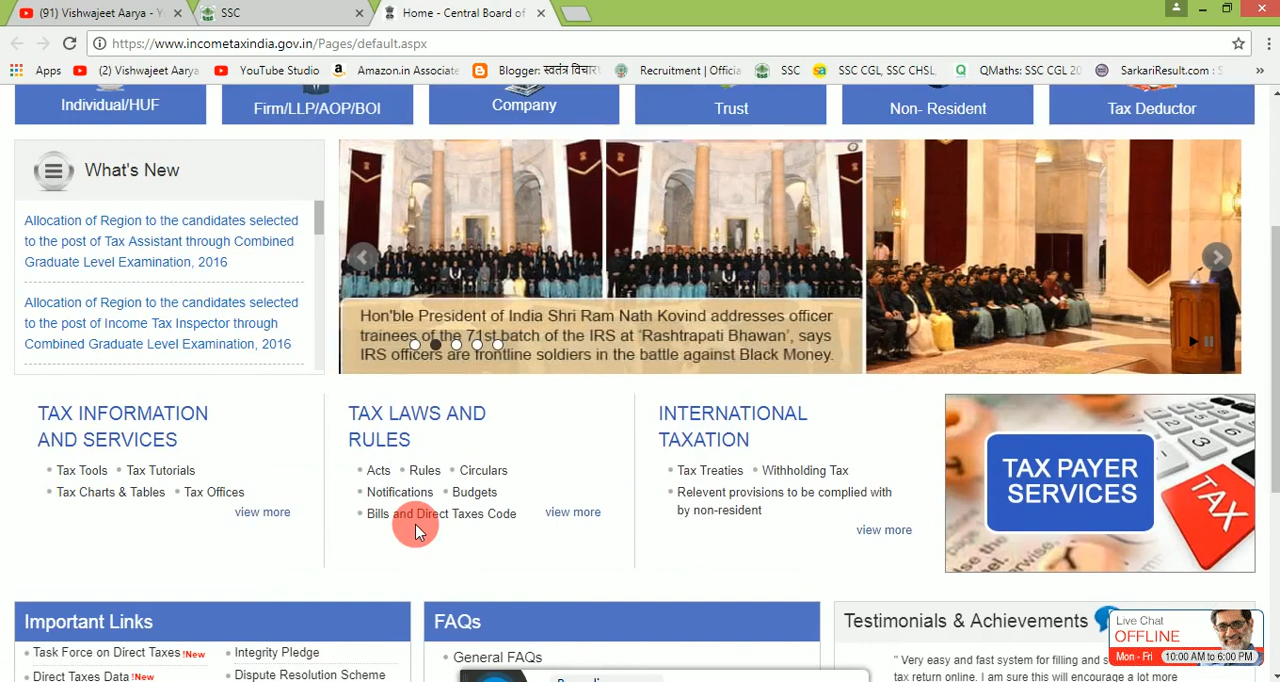 (91) Vishwajeet Aarya - Y
SSC
Home - Central Board of
https://www.incometaxindia.gov.in/Pages/default.aspx
Apps
(2) Vishwajeet Aarya
YouTube Studio
Amazon.in Associate
Blogger: स्वतंत्र विचार
Recruitment | Officia
SSC
SSC CGL, SSC CHSL,
QMaths: SSC CGL 20
SarkariResult.com : S
»
Individual/HUF
Firm/LLP/AOP/BOI
Company
Trust
Non- Resident
Tax Deductor
What's New
Allocation of Region to the candidates selected
to the post of Tax Assistant through Combined
Graduate Level Examination, 2016
Allocation of Region to the candidates selected
to the post of Income Tax Inspector through
Combined Graduate Level Examination, 2016
Hon'ble President of India Shri Ram Nath Kovind addresses officer
trainees of the 71st batch of the IRS at 'Rashtrapati Bhawan', says
IRS officers are frontline soldiers in the battle against Black Money.
TAX INFORMATION
AND SERVICES
Tax Tools
Tax Tutorials
Tax Charts & Tables
Tax Offices
view more
TAX LAWS AND
RULES
Acts
Rules
Circulars
Notifications
Budgets
Bills and Direct Taxes Code
view more
INTERNATIONAL
TAXATION
Tax Treaties
Withholding Tax
Relevent provisions to be complied with
by non-resident
view more
TAX PAYER
SERVICES
TAX
Important Links
Task Force on Direct Taxes !New
Integrity Pledge
Direct Taxes Data !New
Dispute Resolution Scheme
FAQs
General FAQs
Testimonials & Achievements
" Very easy and fast system for filling and s
tax return online. I am sure this will encourage a lot more
Live Chat
OFFLINE
Mon - Fri 10:00 AM to 6:00 PM